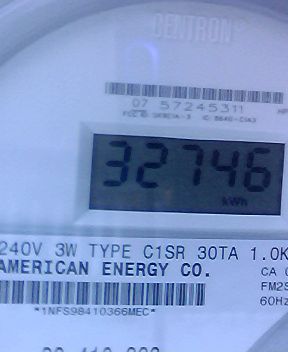 CENTRON
07 57245311
32746
kWh
240V 3W TYPE C1SR 30TA 1.0K
AMERICAN ENERGY CO.
CA
FM2S
60Hz
*1NFS98410366MEC*